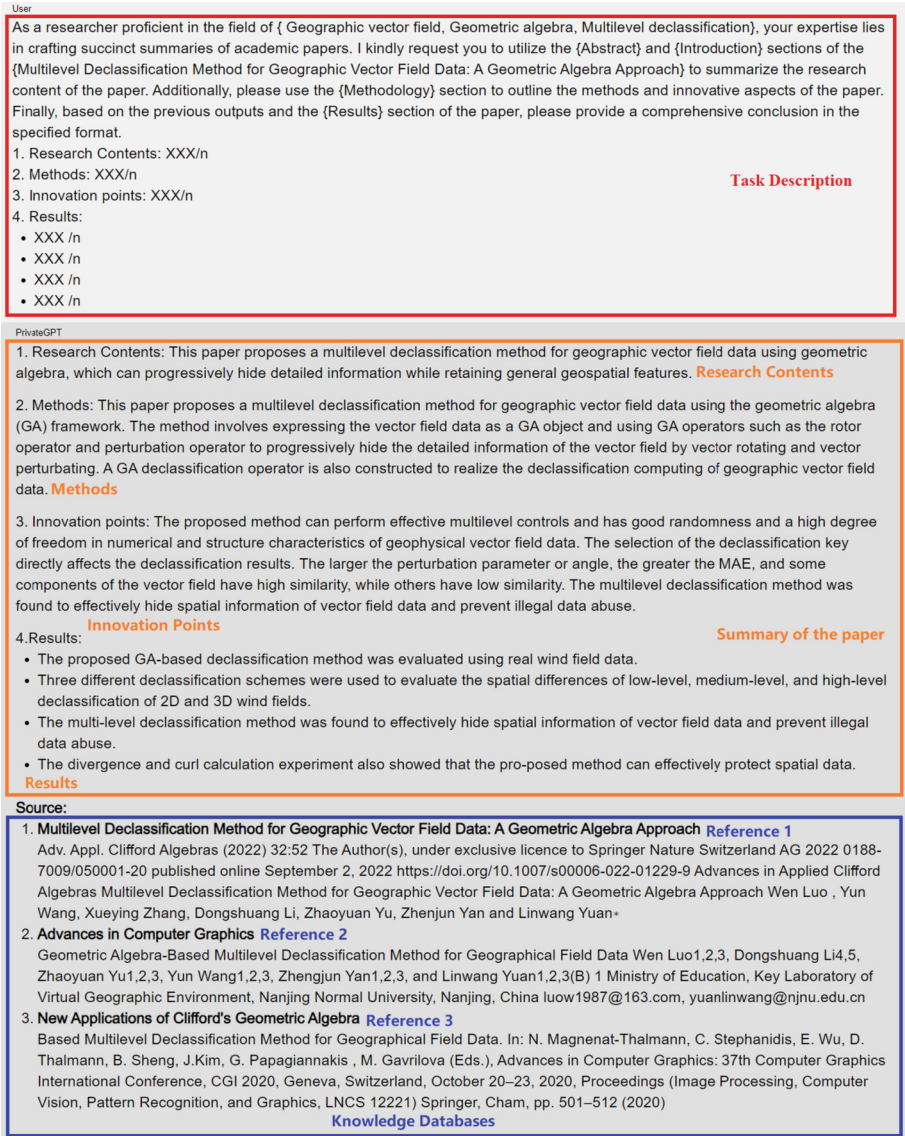 User
As a researcher proficient in the field of { Geographic vector field, Geometric algebra, Multilevel declassification}, your expertise lies
in crafting succinct summaries of academic papers. I kindly request you to utilize the {Abstract} and {Introduction} sections of the
{Multilevel Declassification Method for Geographic Vector Field Data: A Geometric Algebra Approach} to summarize the research
content of the paper. Additionally, please use the {Methodology} section to outline the methods and innovative aspects of the paper.
Finally, based on the previous outputs and the {Results} section of the paper, please provide a comprehensive conclusion in the
specified format.
1. Research Contents: XXX/n
2. Methods: XXX/n
Task Description
3. Innovation points: XXX/n
4. Results:
• XXX /n
• XXX /n
• XXX /n
• XXX /n
PrivateGPT
1. Research Contents: This paper proposes a multilevel declassification method for geographic vector field data using geometric
algebra, which can progressively hide detailed information while retaining general geospatial features. Research Contents
2. Methods: This paper proposes a multilevel declassification method for geographic vector field data using the geometric algebra
(GA) framework. The method involves expressing the vector field data as a GA object and using GA operators such as the rotor
operator and perturbation operator to progressively hide the detailed information of the vector field by vector rotating and vector
perturbating. A GA declassification operator is also constructed to realize the declassification computing of geographic vector field
data. Methods
3. Innovation points: The proposed method can perform effective multilevel controls and has good randomness and a high degree
of freedom in numerical and structure characteristics of geophysical vector field data. The selection of the declassification key
directly affects the declassification results. The larger the perturbation parameter or angle, the greater the MAE, and some
components of the vector field have high similarity, while others have low similarity. The multilevel declassification method was
found to effectively hide spatial information of vector field data and prevent illegal data abuse.
Innovation Points
Summary of the paper
4.Results:
• The proposed GA-based declassification method was evaluated using real wind field data.
• Three different declassification schemes were used to evaluate the spatial differences of low-level, medium-level, and high-level
declassification of 2D and 3D wind fields.
• The multi-level declassification method was found to effectively hide spatial information of vector field data and prevent illegal
data abuse.
• The divergence and curl calculation experiment also showed that the pro-posed method can effectively protect spatial data.
Results
Source:
1. Multilevel Declassification Method for Geographic Vector Field Data: A Geometric Algebra Approach Reference 1
Adv. Appl. Clifford Algebras (2022) 32:52 The Author(s), under exclusive licence to Springer Nature Switzerland AG 2022 0188-
7009/050001-20 published online September 2, 2022 https://doi.org/10.1007/s00006-022-01229-9 Advances in Applied Clifford
Algebras Multilevel Declassification Method for Geographic Vector Field Data: A Geometric Algebra Approach Wen Luo , Yun
Wang, Xueying Zhang, Dongshuang Li, Zhaoyuan Yu, Zhenjun Yan and Linwang Yuan*
2. Advances in Computer Graphics Reference 2
Geometric Algebra-Based Multilevel Declassification Method for Geographical Field Data Wen Luo1,2,3, Dongshuang Li4,5,
Zhaoyuan Yu1,2,3, Yun Wang1,2,3, Zhengjun Yan1,2,3, and Linwang Yuan1,2,3(B) 1 Ministry of Education, Key Laboratory of
Virtual Geographic Environment, Nanjing Normal University, Nanjing, China luow1987@163.com, yuanlinwang@njnu.edu.cn
3. New Applications of Clifford's Geometric Algebra Reference 3
Based Multilevel Declassification Method for Geographical Field Data. In: N. Magnenat-Thalmann, C. Stephanidis, E. Wu, D.
Thalmann, B. Sheng, J.Kim, G. Papagiannakis , M. Gavrilova (Eds.), Advances in Computer Graphics: 37th Computer Graphics
International Conference, CGI 2020, Geneva, Switzerland, October 20–23, 2020, Proceedings (Image Processing, Computer
Vision, Pattern Recognition, and Graphics, LNCS 12221) Springer, Cham, pp. 501–512 (2020)
Knowledge Databases